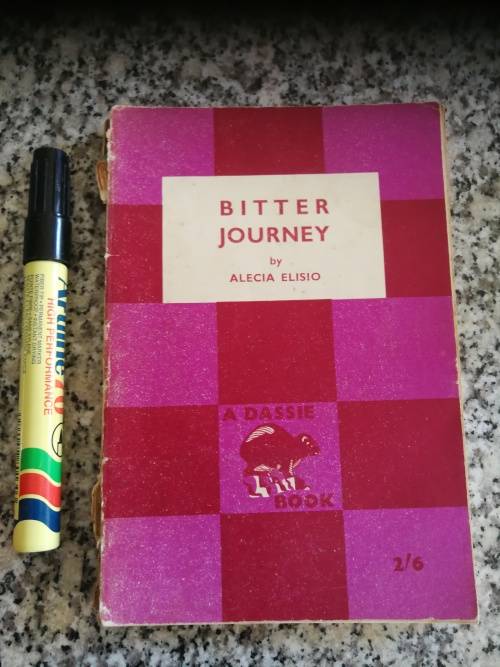 BITTER
JOURNEY
by
ALECIA ELISIO
A DASSIE
BOOK
2/6
Artline 70
HIGH PERFORMANCE